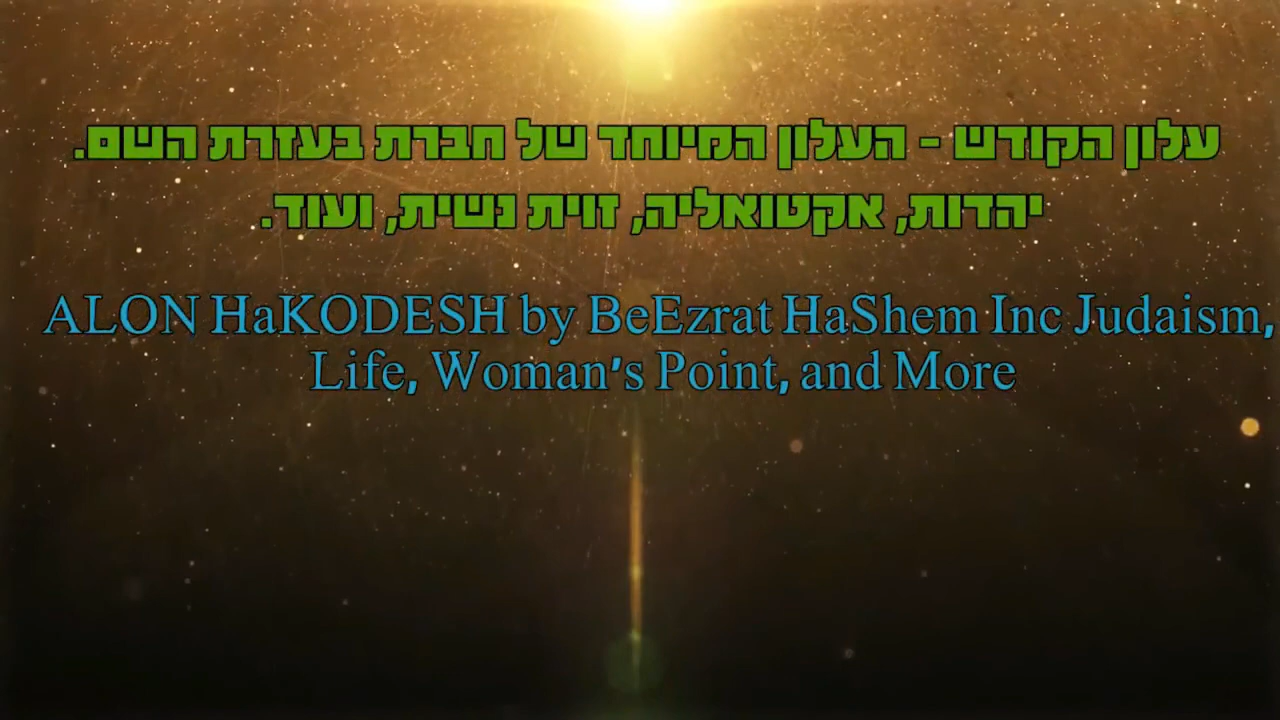 עלון הקודש - העלון המיוחד של חברת בעזרת השם.
יהדות, אקטואליה, זוית נשית, ועוד.
ALON HaKODESH by BeEzrat HaShem Inc Judaism,
Life, Woman's Point, and More